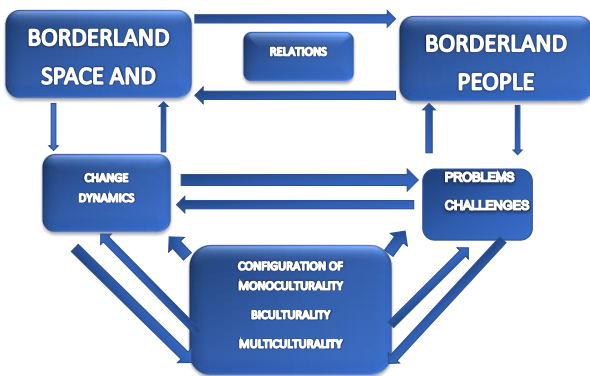 BORDERLAND
SPACE AND
RELATIONS
BORDERLAND
PEOPLE
CHANGE
DYNAMICS
PROBLEMS
CHALLENGES
CONFIGURATION OF
MONOCULTURALITY
BICULTURALITY
MULTICULTURALITY